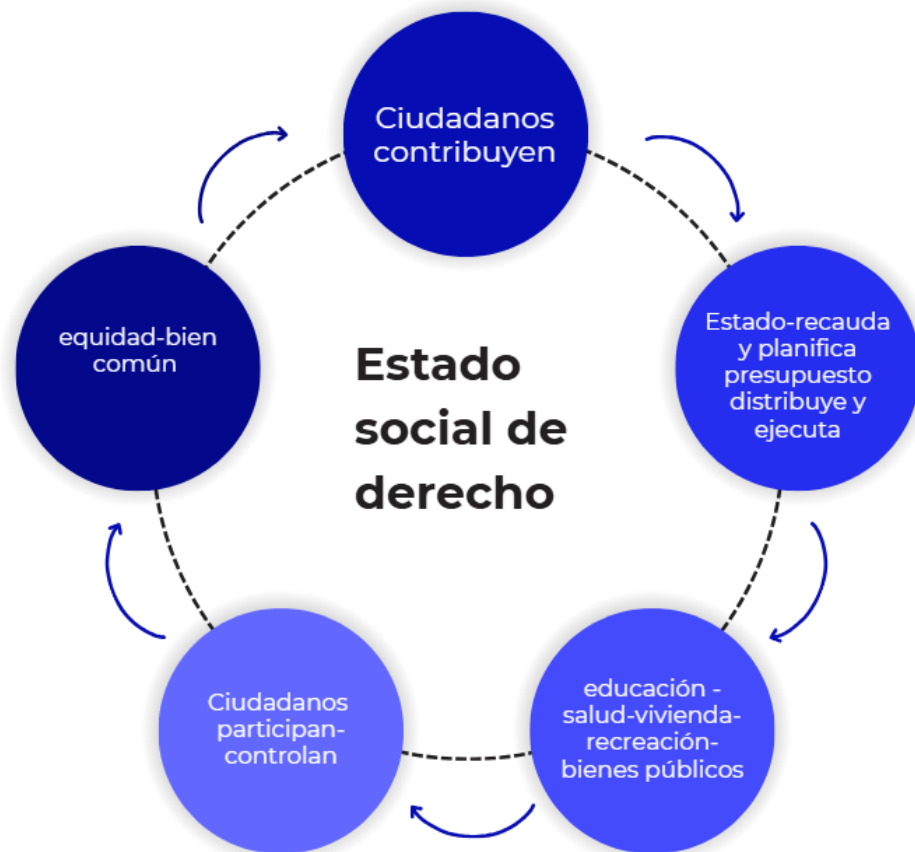 Ciudadanos
contribuyen
Estado-recauda
y planifica
presupuesto
distribuye y
ejecuta
educación -
salud-vivienda-
recreación-
bienes públicos
Ciudadanos
participan-
controlan
equidad-bien
común
Estado
social de
derecho